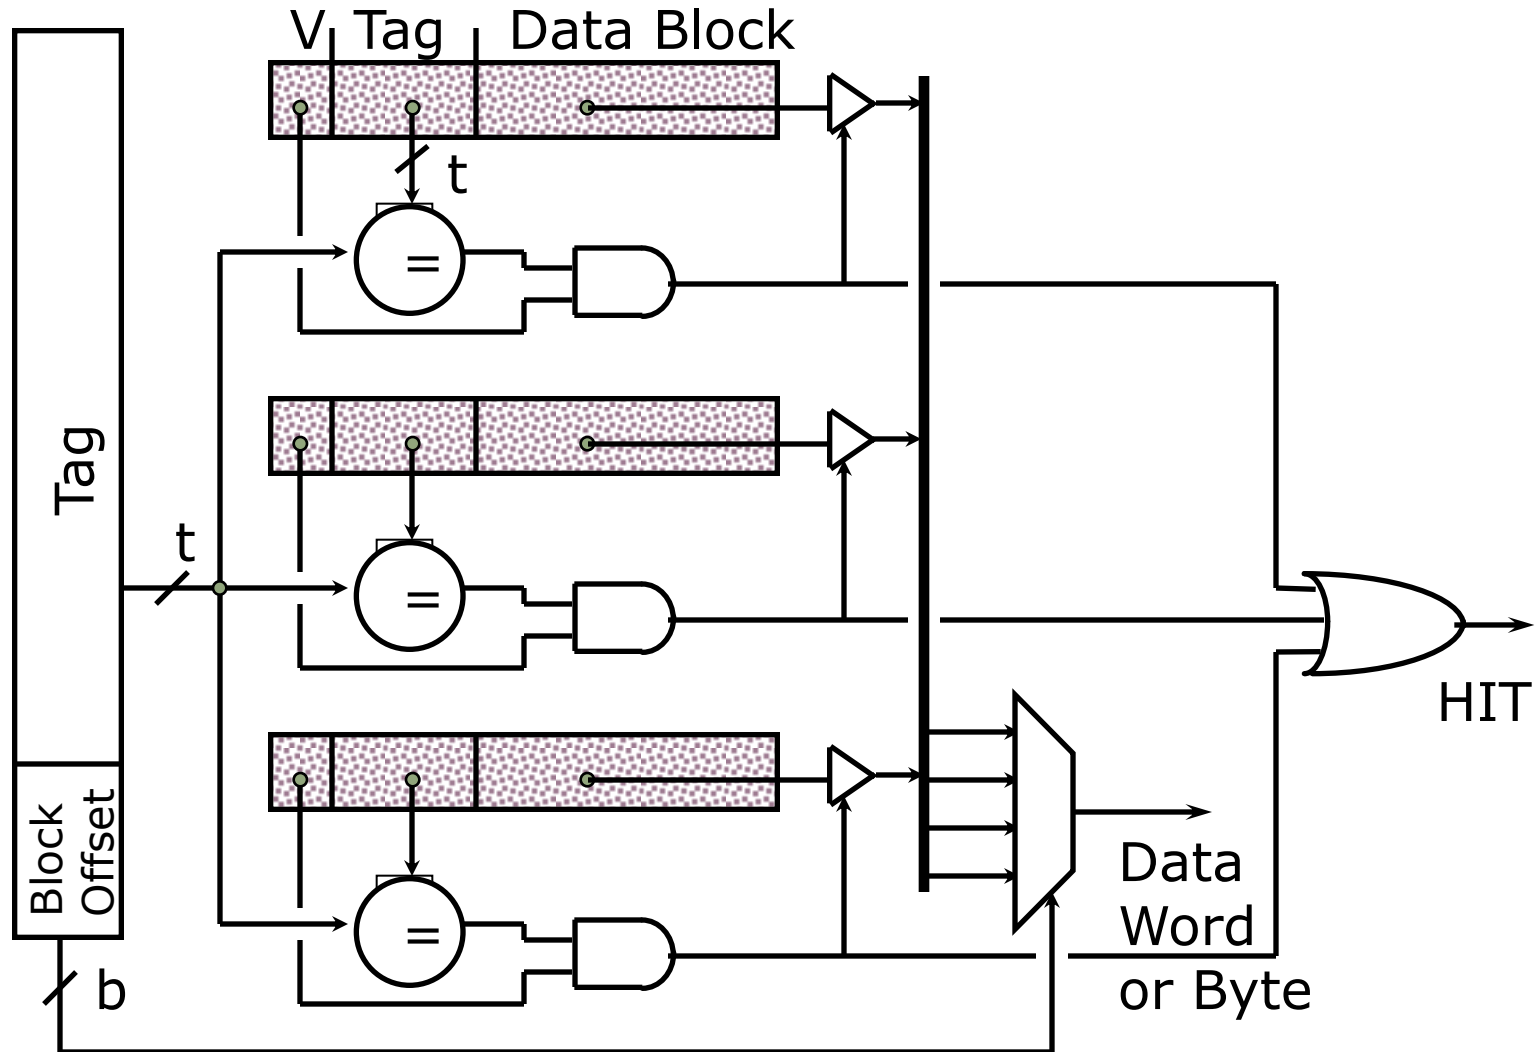 V Tag Data Block
t
=
Tag
t
=
HIT
Block
Offset
=
Data
Word
or Byte
b